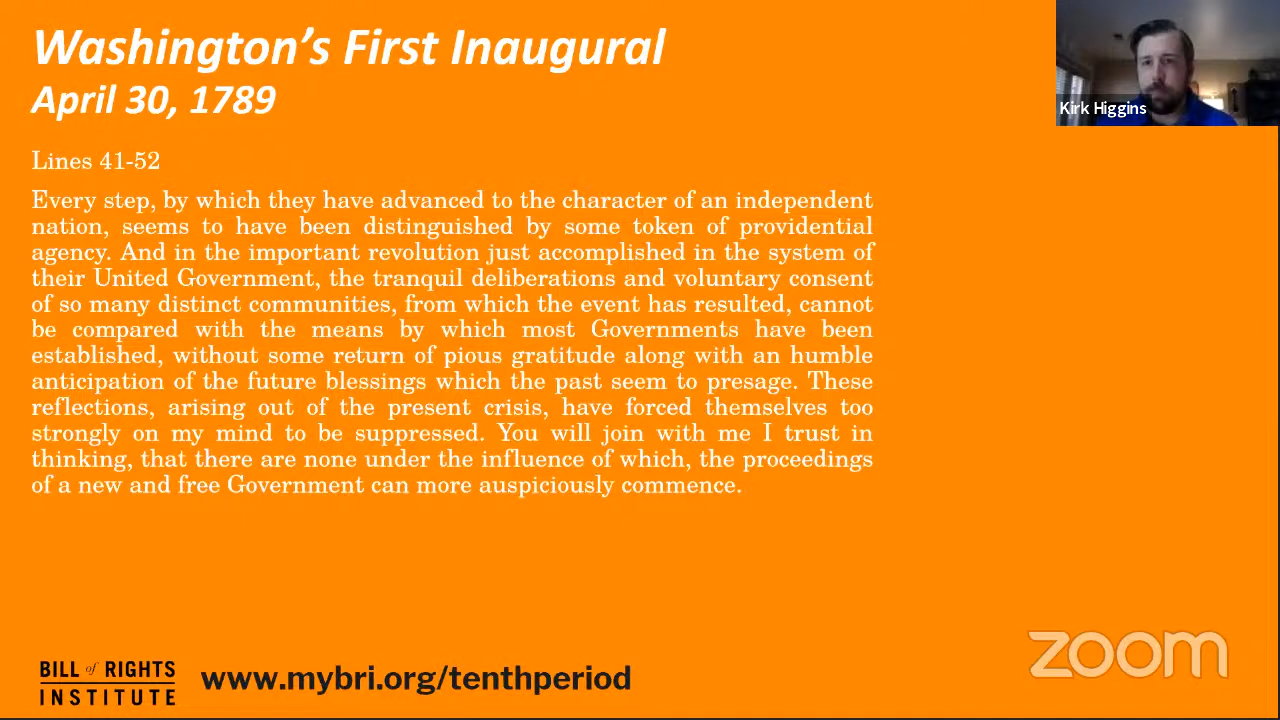 Washington's First Inaugural
April 30, 1789
Kirk Higgins
Lines 41-52
Every step, by which they have advanced to the character of an independent
nation, seems to have been distinguished by some token of providential
agency. And in the important revolution just accomplished in the system of
their United Government, the tranquil deliberations and voluntary consent
of so many distinct communities, from which the event has resulted, cannot
be compared with the means by which most Governments have been
established, without some return of pious gratitude along with an humble
anticipation of the future blessings which the past seem to presage. These
reflections, arising out of the present crisis, have forced themselves too
strongly on my mind to be suppressed. You will join with me I trust in
thinking, that there are none under the influence of which, the proceedings
of a new and free Government can more auspiciously commence.
zoom
BILL of RIGHTS
INSTITUTE
www.mybri.org/tenthperiod